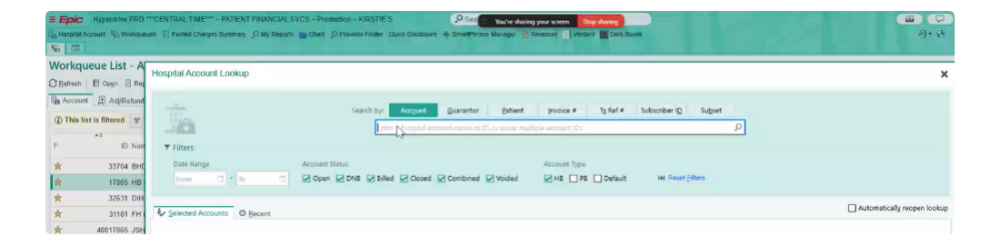 Epic Hyperdrive PRD ***CENTRAL TIME*** – PATIENT FINANCIAL SVCS – Production – KIRSTIE S.
You're sharing your screen Stop sharing
Hospital Account Workqueues Posted Charges Summary My Reports Chart Provider Finder Quick Disclosure SmartPhrase Manager Releases Verdant Dark Room
Workqueue List - A
Hospital Account Lookup
Refresh Open Rep
Account Adj/Refund
Search by: Account Guarantor Patient Invoice # Tx Ref # Subscriber ID Subset
This list is filtered
Enter a hospital account name or ID, or paste multiple account IDs
F ID Nam
Filters
Date Range Account Status Account Type
33704 BHD
From - To Open DNB Billed Closed Combined Voided HB PB Default Reset Filters
17865 HB
32631 DIH
31181 FH
Selected Accounts Recent Automatically reopen lookup
40017865 JSH